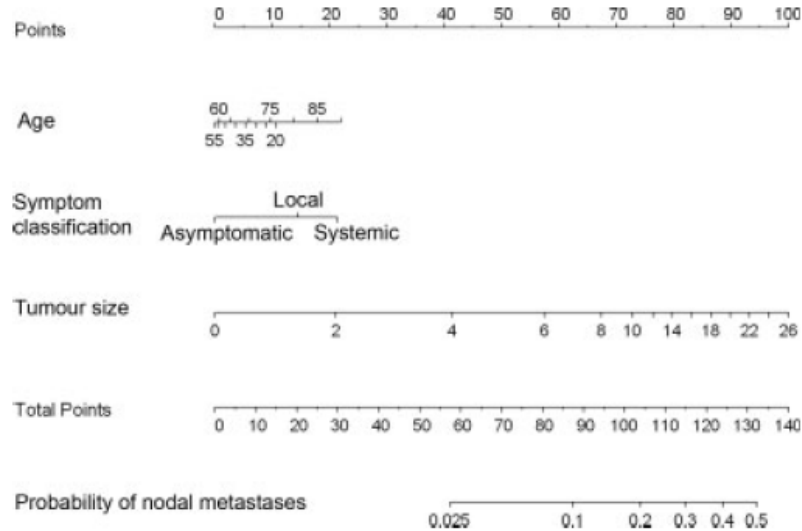 Points
0 10 20 30 40 50 60 70 80 90 100
60 75 85
Age
55 35 20
Local
Symptom
classification
Asymptomatic Systemic
Tumour size
0 2 4 6 8 10 14 18 22 26
Total Points
0 10 20 30 40 50 60 70 80 90 100 110 120 130 140
Probability of nodal metastases
0.025 0.1 0.2 0.3 0.4 0.5